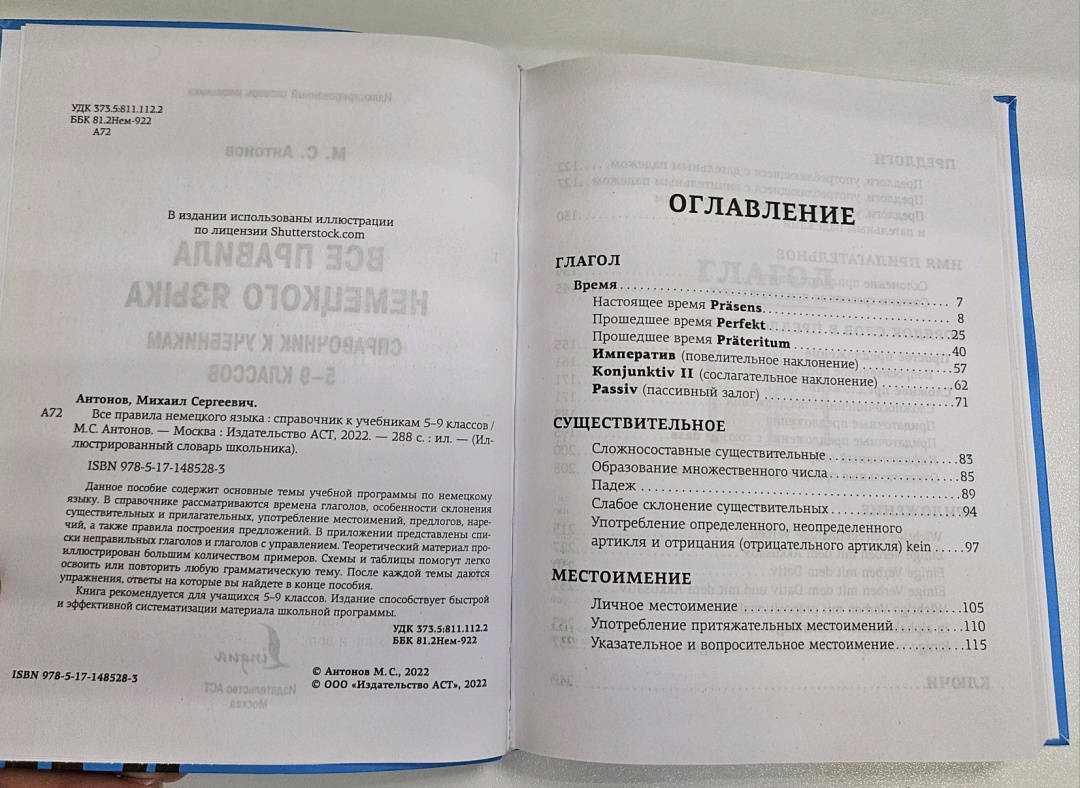 УДК 373.5:811.112.2
ББК 81.2Нем-922
А72
В издании использованы иллюстрации
по лицензии Shutterstock.com
Антонов, Михаил Сергеевич.
А72
Все правила немецкого языка : справочник к учебникам 5–9 классов /
М.С. Антонов. — Москва : Издательство АСТ, 2022. — 288 с. : ил. — (Ил-
люстрированный словарь школьника).
ISBN 978-5-17-148528-3
Данное пособие содержит основные темы учебной программы по немецкому
языку. В справочнике рассматриваются времена глаголов, особенности склонения
существительных и прилагательных, употребление местоимений, предлогов, наре-
чий, а также правила построения предложений. В приложении представлены спи-
ски неправильных глаголов и глаголов с управлением. Теоретический материал про-
иллюстрирован большим количеством примеров. Схемы и таблицы помогут легко
освоить или повторить любую грамматическую тему. После каждой темы даются
упражнения, ответы на которые вы найдете в конце пособия.
Книга рекомендуется для учащихся 5–9 классов. Издание способствует быстрой
и эффективной систематизации материала школьной программы.
УДК 373.5:811.112.2
ББК 81.2Нем-922
ISBN 978-5-17-148528-3
© Антонов М.С., 2022
© ООО «Издательство АСТ», 2022
ОГЛАВЛЕНИЕ
ГЛАГОЛ
Время 7
Настоящее время Präsens 8
Прошедшее время Perfekt 25
Прошедшее время Präteritum 40
Императив (повелительное наклонение) 57
Konjunktiv II (сослагательное наклонение) 62
Passiv (пассивный залог) 71
СУЩЕСТВИТЕЛЬНОЕ
Сложносоставные существительные 83
Образование множественного числа 85
Падеж 89
Слабое склонение существительных 94
Употребление определенного, неопределенного
артикля и отрицания (отрицательного артикля) kein 97
МЕСТОИМЕНИЕ
Личное местоимение 105
Употребление притяжательных местоимений 110
Указательное и вопросительное местоимение 115